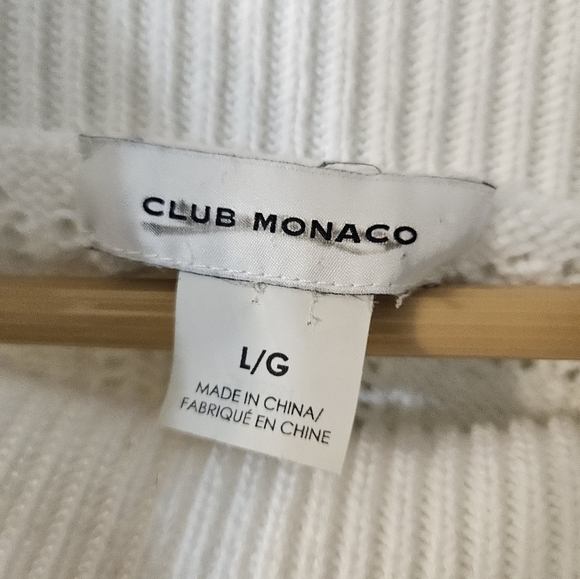 CLUB MONACO
L/G
MADE IN CHINA/
FABRIQUÉ EN CHINE